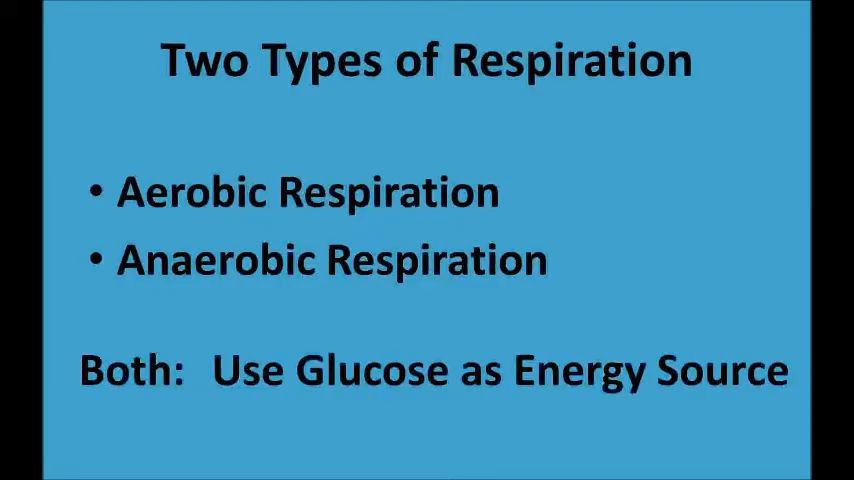 Two Types of Respiration
• Aerobic Respiration
• Anaerobic Respiration
Both: Use Glucose as Energy Source